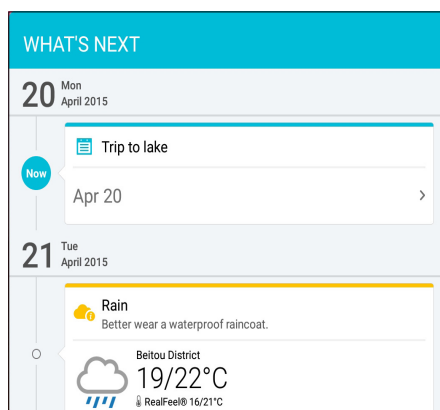 WHAT'S NEXT
20 Mon
April 2015
Trip to lake
Now
Apr 20
21 Tue
April 2015
Rain
Better wear a waterproof raincoat.
Beitou District
19/22°C
RealFeel® 16/21°C